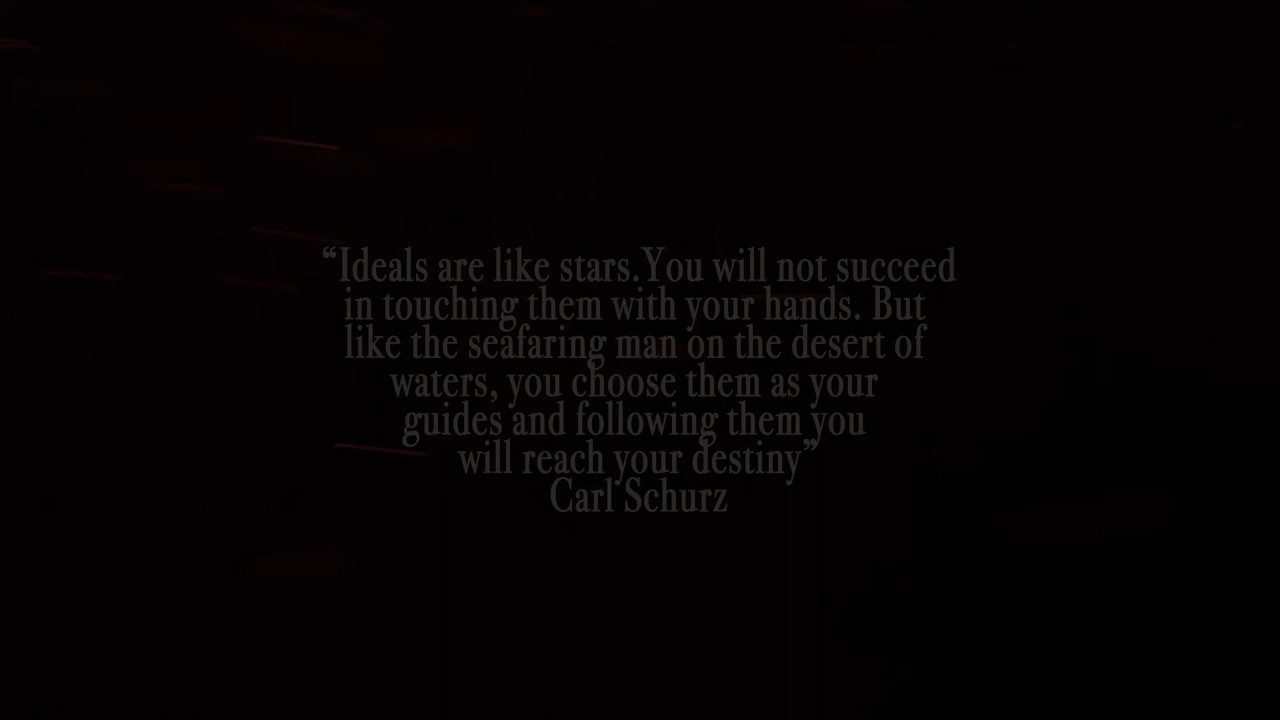 “Ideals are like stars.You will not succeed
in touching them with your hands. But
like the seafaring man on the desert of
waters, you choose them as your
guides and following them you
will reach your destiny”
Carl Schurz